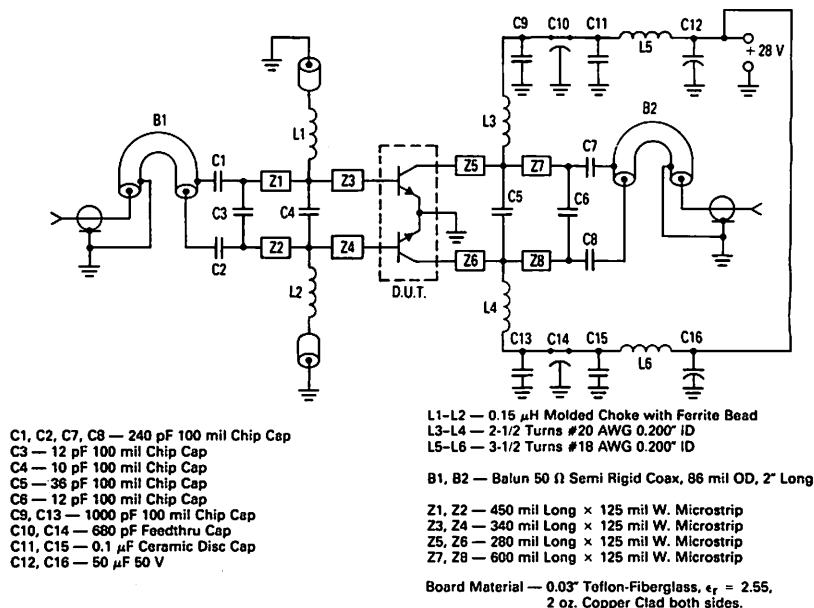 C9 C10 C11 C12
L5
+ 28 V
B1
B2
L1
L3
C7
C1
Z1 Z3 Z5 Z7
C3 C4 C5 C6
Z2 Z4 Z6 Z8
C2
C8
D.U.T.
L2
L4
C13 C14 C15 L6 C16
C1, C2, C7, C8 — 240 pF 100 mil Chip Cap
C3 — 12 pF 100 mil Chip Cap
C4 — 10 pF 100 mil Chip Cap
C5 — 36 pF 100 mil Chip Cap
C6 — 12 pF 100 mil Chip Cap
C9, C13 — 1000 pF 100 mil Chip Cap
C10, C14 — 680 pF Feedthru Cap
C11, C15 — 0.1 μF Ceramic Disc Cap
C12, C16 — 50 μF 50 V
L1–L2 — 0.15 μH Molded Choke with Ferrite Bead
L3–L4 — 2-1/2 Turns #20 AWG 0.200" ID
L5–L6 — 3-1/2 Turns #18 AWG 0.200" ID
B1, B2 — Balun 50 Ω Semi Rigid Coax, 86 mil OD, 2" Long
Z1, Z2 — 450 mil Long × 125 mil W. Microstrip
Z3, Z4 — 340 mil Long × 125 mil W. Microstrip
Z5, Z6 — 280 mil Long × 125 mil W. Microstrip
Z7, Z8 — 600 mil Long × 125 mil W. Microstrip
Board Material — 0.03" Teflon-Fiberglass, εr = 2.55,
2 oz. Copper Clad both sides.